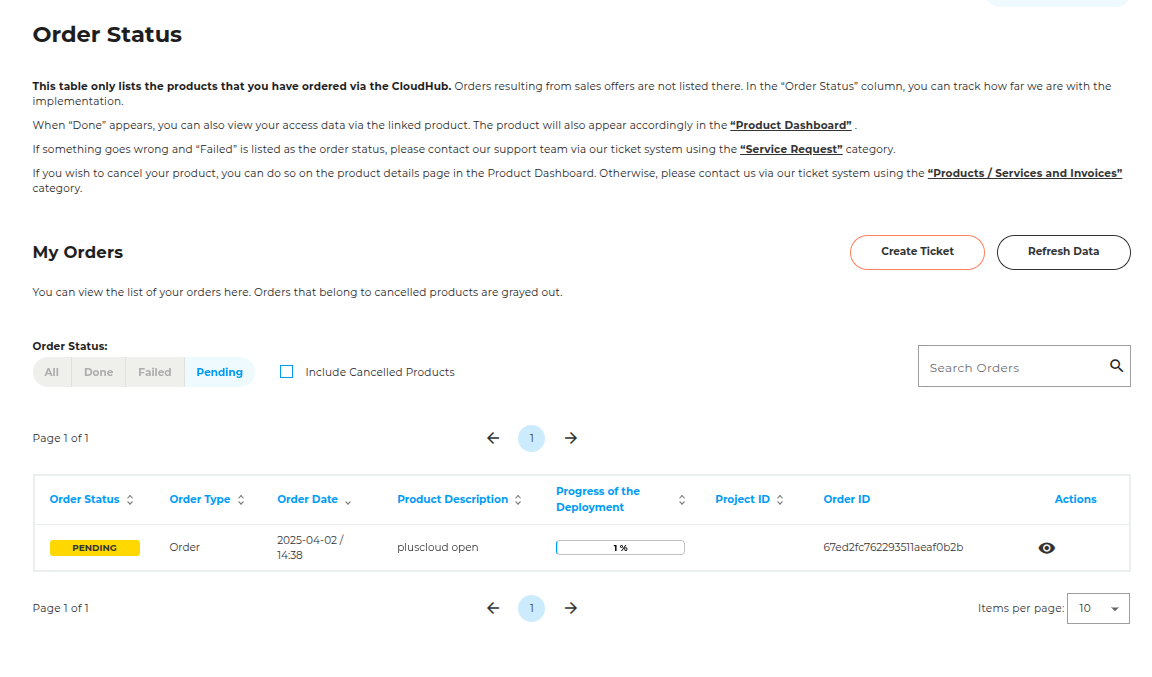 Order Status
This table only lists the products that you have ordered via the CloudHub. Orders resulting from sales offers are not listed there. In the “Order Status” column, you can track how far we are with the
implementation.
When “Done” appears, you can also view your access data via the linked product. The product will also appear accordingly in the “Product Dashboard” .
If something goes wrong and “Failed” is listed as the order status, please contact our support team via our ticket system using the “Service Request” category.
If you wish to cancel your product, you can do so on the product details page in the Product Dashboard. Otherwise, please contact us via our ticket system using the “Products / Services and Invoices”
category.
My Orders
Create Ticket
Refresh Data
You can view the list of your orders here. Orders that belong to cancelled products are grayed out.
Order Status:
All Done Failed Pending
Include Cancelled Products
Search Orders
Page 1 of 1
1
Order Status Order Type Order Date Product Description Progress of the Deployment Project ID Order ID Actions
PENDING Order 2025-04-02 / 14:38 pluscloud open 1 % 67ed2fc762293511aeaf0b2b
Page 1 of 1
1
Items per page: 10